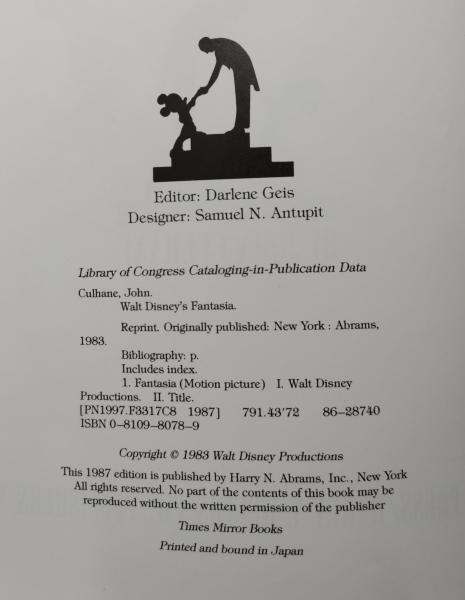 Editor: Darlene Geis
Designer: Samuel N. Antupit
Library of Congress Cataloging-in-Publication Data
Culhane, John.
Walt Disney's Fantasia.
Reprint. Originally published: New York : Abrams,
1983.
Bibliography: p.
Includes index.
1. Fantasia (Motion picture) I. Walt Disney
Productions. II. Title.
[PN1997.F3317C8 1987] 791.43'72 86–28740
ISBN 0–8109–8078–9
Copyright © 1983 Walt Disney Productions
This 1987 edition is published by Harry N. Abrams, Inc., New York
All rights reserved. No part of the contents of this book may be
reproduced without the written permission of the publisher
Times Mirror Books
Printed and bound in Japan